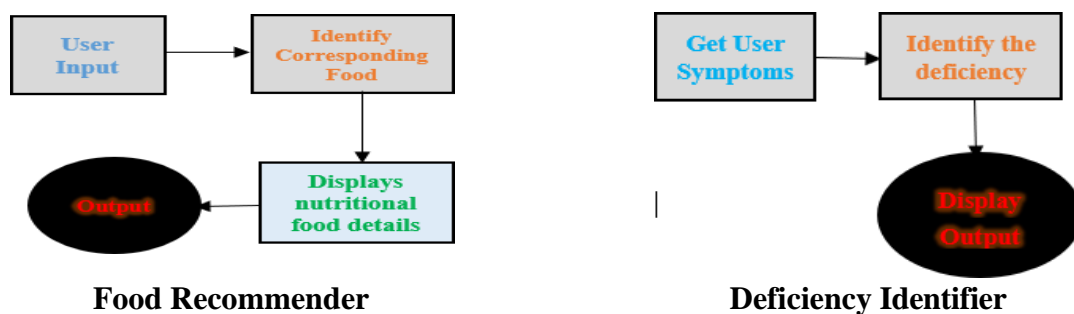 User
Input
Identify
Corresponding
Food
Displays
nutritional
food details
Output
Food Recommender
Get User
Symptoms
Identify the
deficiency
Display
Output
Deficiency Identifier